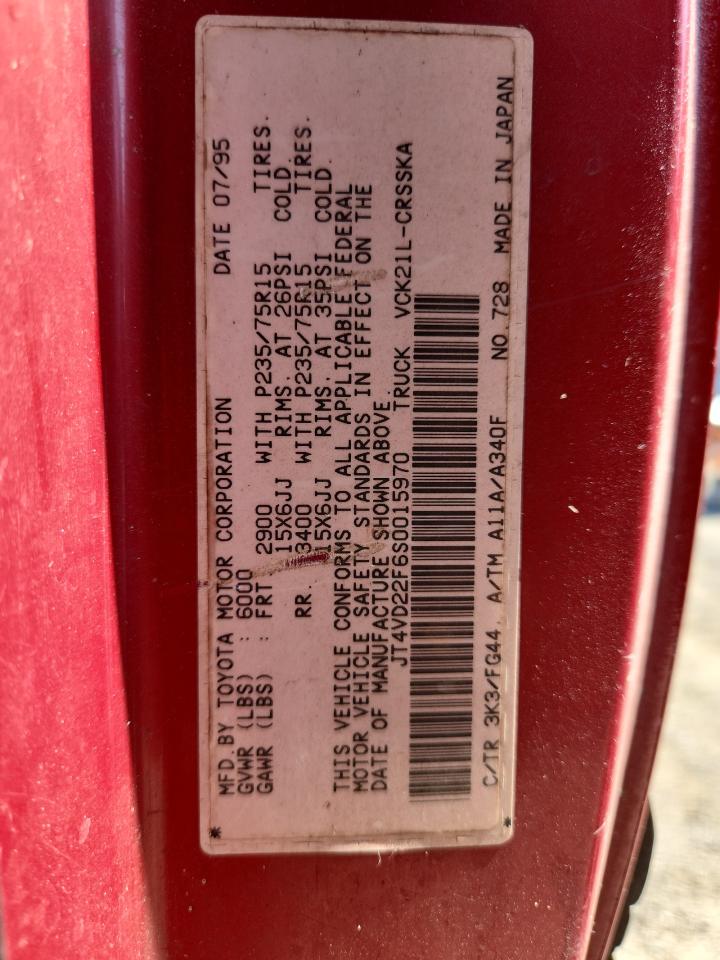 MFD. BY TOYOTA MOTOR CORPORATION DATE 07/95
GVWR (LBS) : 6000
GAWR (LBS) : FRT. 2900 WITH P235/75R15 TIRES.
15X6JJ RIMS. AT 26PSI COLD.
RR. 3400 WITH P235/75R15 TIRES.
15X6JJ RIMS. AT 35PSI COLD.
THIS VEHICLE CONFORMS TO ALL APPLICABLE FEDERAL
MOTOR VEHICLE SAFETY STANDARDS IN EFFECT ON THE
DATE OF MANUFACTURE SHOWN ABOVE.
JT4VD22F6S0015970 TRUCK VCK21L-CRSSKA
C/TR 3K3/FG44. A/TM A11A/A340F NO. 728 MADE IN JAPAN